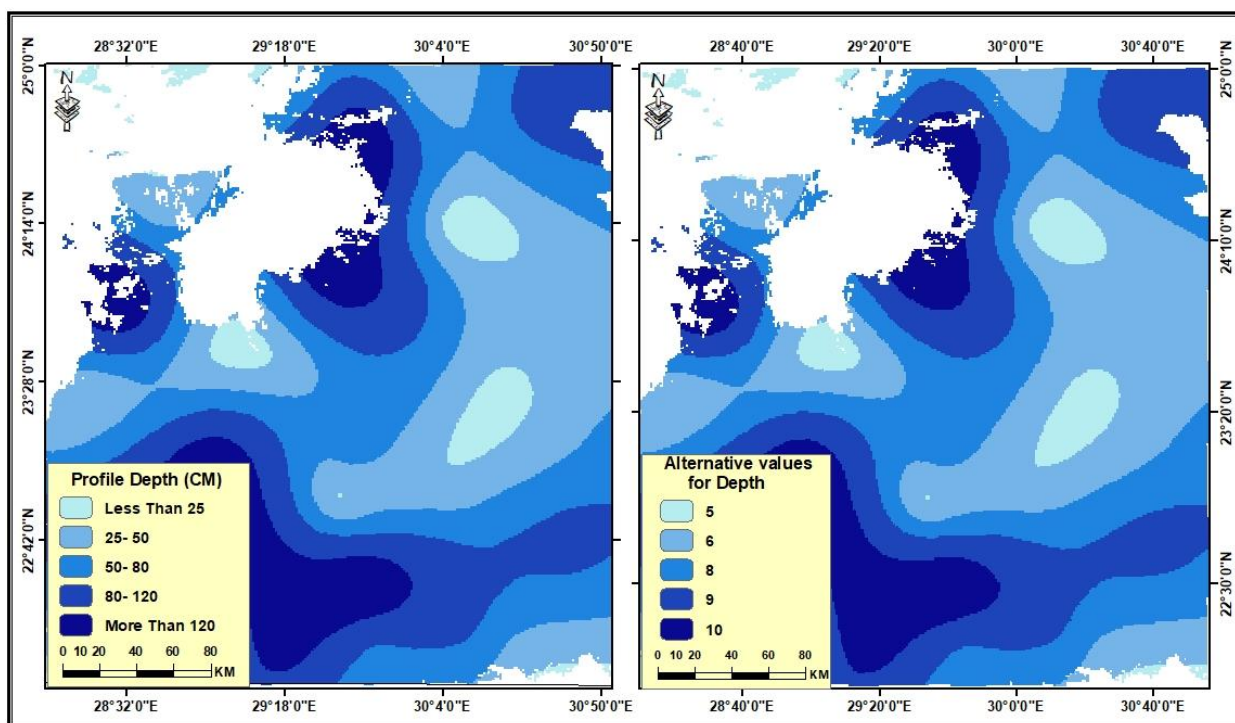 28°32'0"E 29°18'0"E 30°4'0"E 30°50'0"E
28°40'0"E 29°20'0"E 30°00'0"E 30°40'0"E
25°0'0"N
24°14'0"N
23°28'0"N
22°42'0"N
N
Profile Depth (CM)
Less Than 25
25- 50
50- 80
80- 120
More Than 120
0 10 20 40 60 80
KM
N
Alternative values
for Depth
5
6
8
9
10
0 10 20 40 60 80
KM
25°0'0"N
24°10'0"N
23°20'0"N
22°30'0"N
28°32'0"E 29°18'0"E 30°4'0"E 30°50'0"E
28°40'0"E 29°20'0"E 30°00'0"E 30°40'0"E